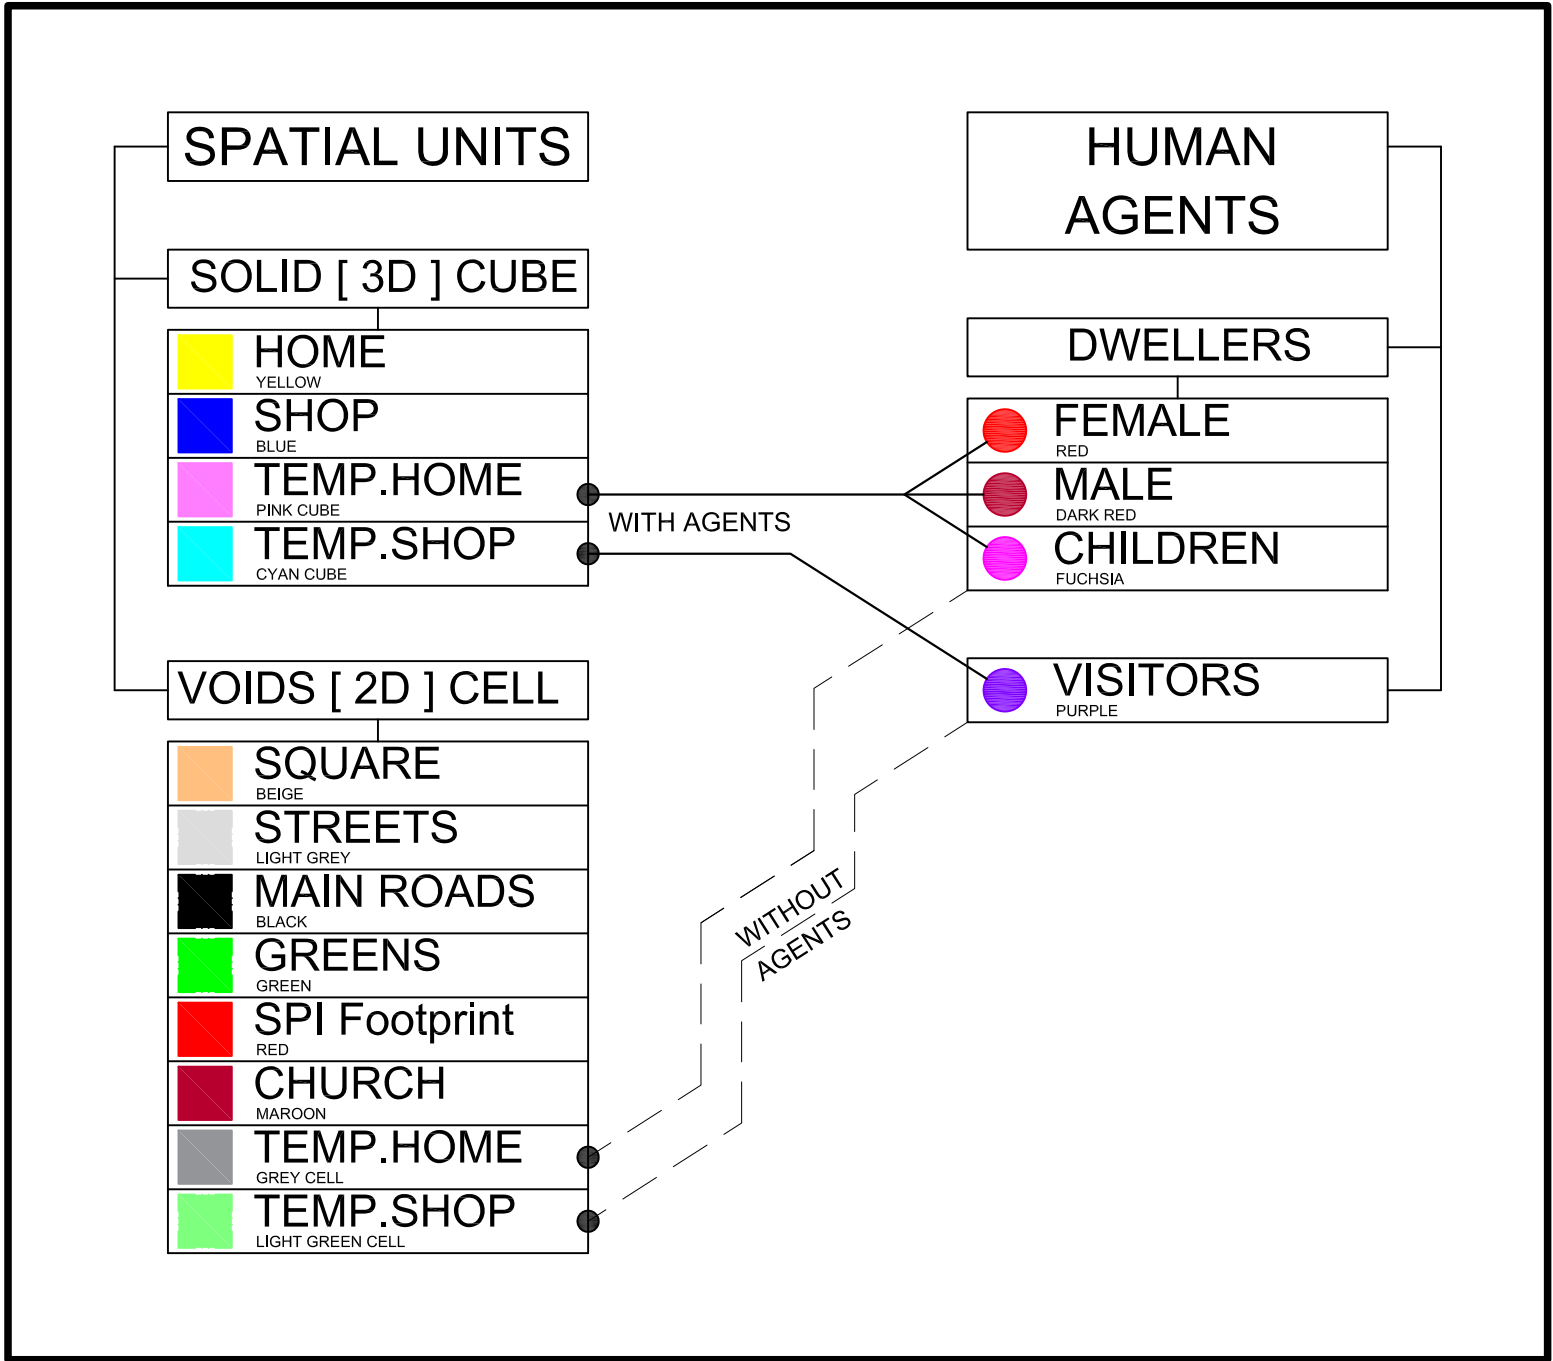 SPATIAL UNITS
SOLID [ 3D ] CUBE
HOME
YELLOW
SHOP
BLUE
TEMP.HOME
PINK CUBE
TEMP.SHOP
CYAN CUBE
VOIDS [ 2D ] CELL
SQUARE
BEIGE
STREETS
LIGHT GREY
MAIN ROADS
BLACK
GREENS
GREEN
SPI Footprint
RED
CHURCH
MAROON
TEMP.HOME
GREY CELL
TEMP.SHOP
LIGHT GREEN CELL
WITH AGENTS
WITHOUT
AGENTS
HUMAN
AGENTS
DWELLERS
FEMALE
RED
MALE
DARK RED
CHILDREN
FUCHSIA
VISITORS
PURPLE